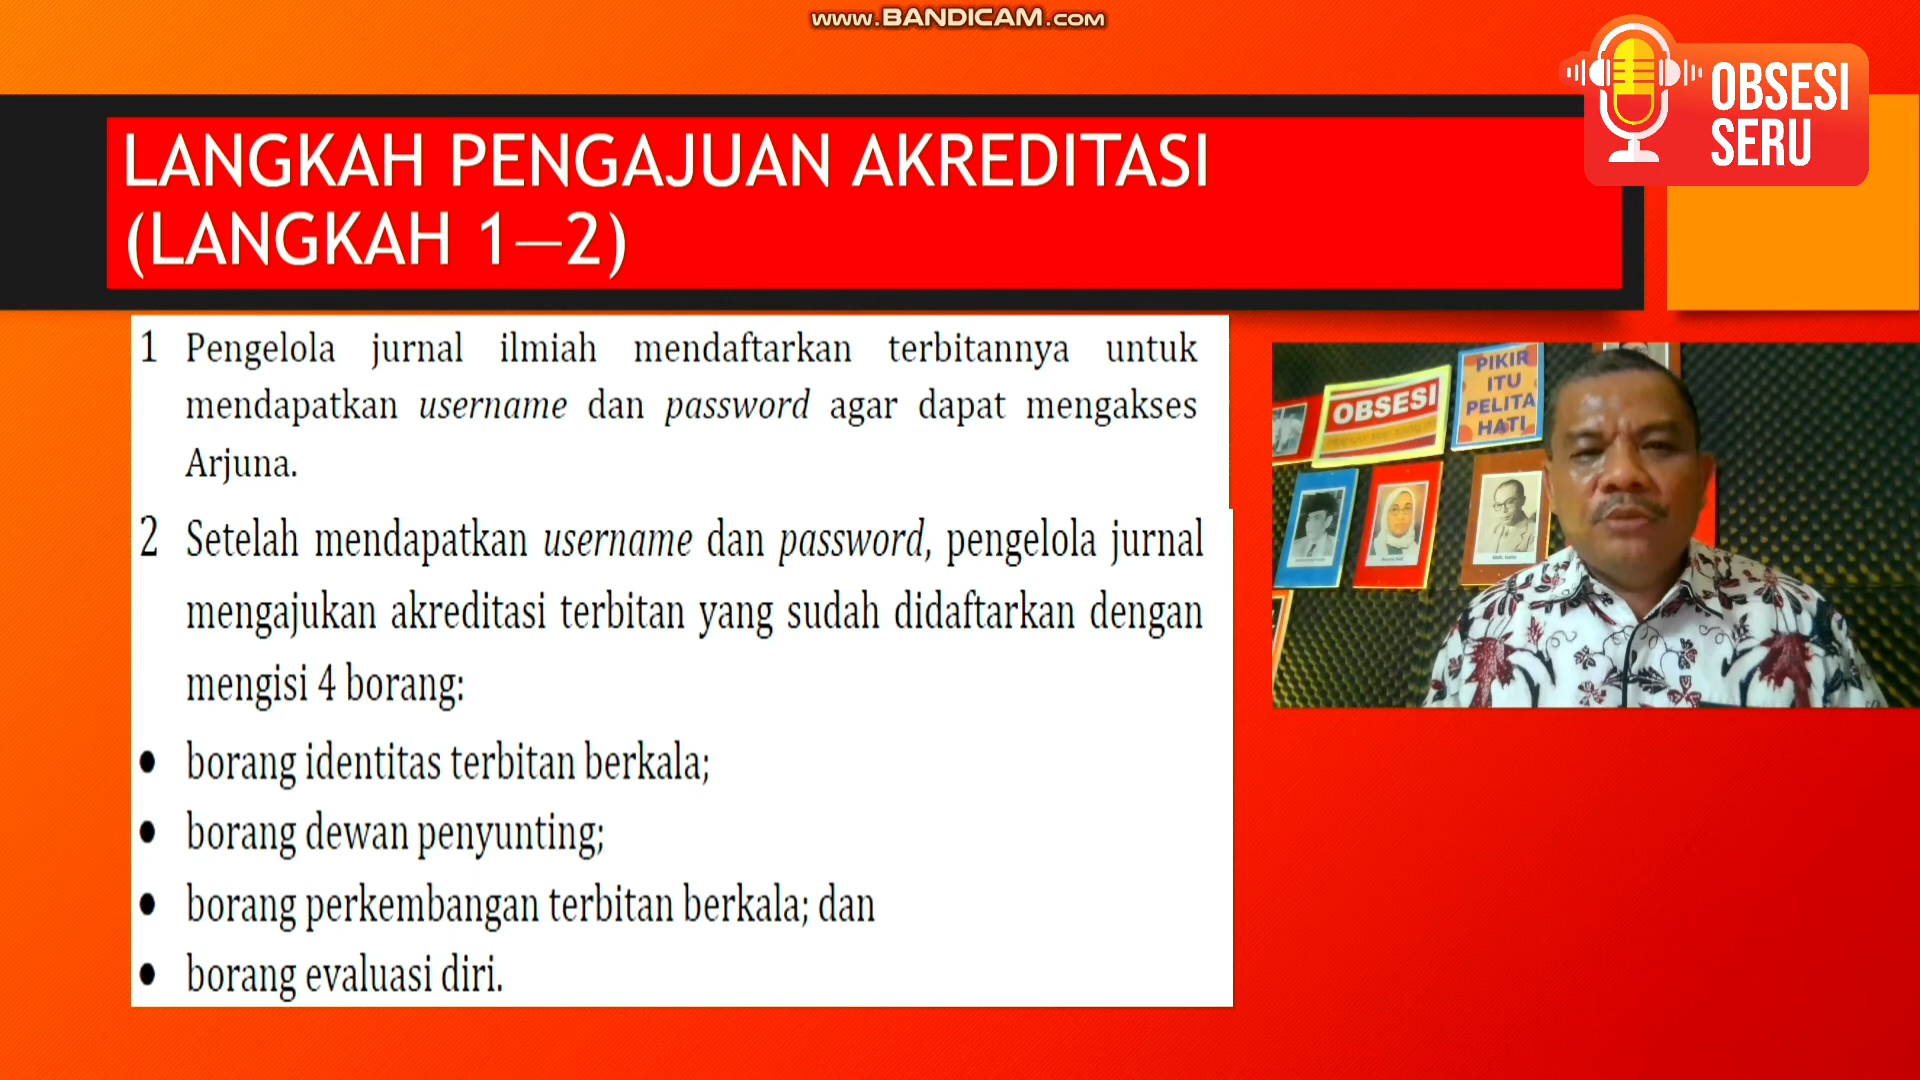 www.BANDICAM.com
OBSESI
SERU
LANGKAH PENGAJUAN AKREDITASI
(LANGKAH 1—2)
1 Pengelola jurnal ilmiah mendaftarkan terbitannya untuk
mendapatkan username dan password agar dapat mengakses
Arjuna.
2 Setelah mendapatkan username dan password, pengelola jurnal
mengajukan akreditasi terbitan yang sudah didaftarkan dengan
mengisi 4 borang:
• borang identitas terbitan berkala;
• borang dewan penyunting;
• borang perkembangan terbitan berkala; dan
• borang evaluasi diri.
OBSESI
PIKIR
ITU
PELITA
HATI